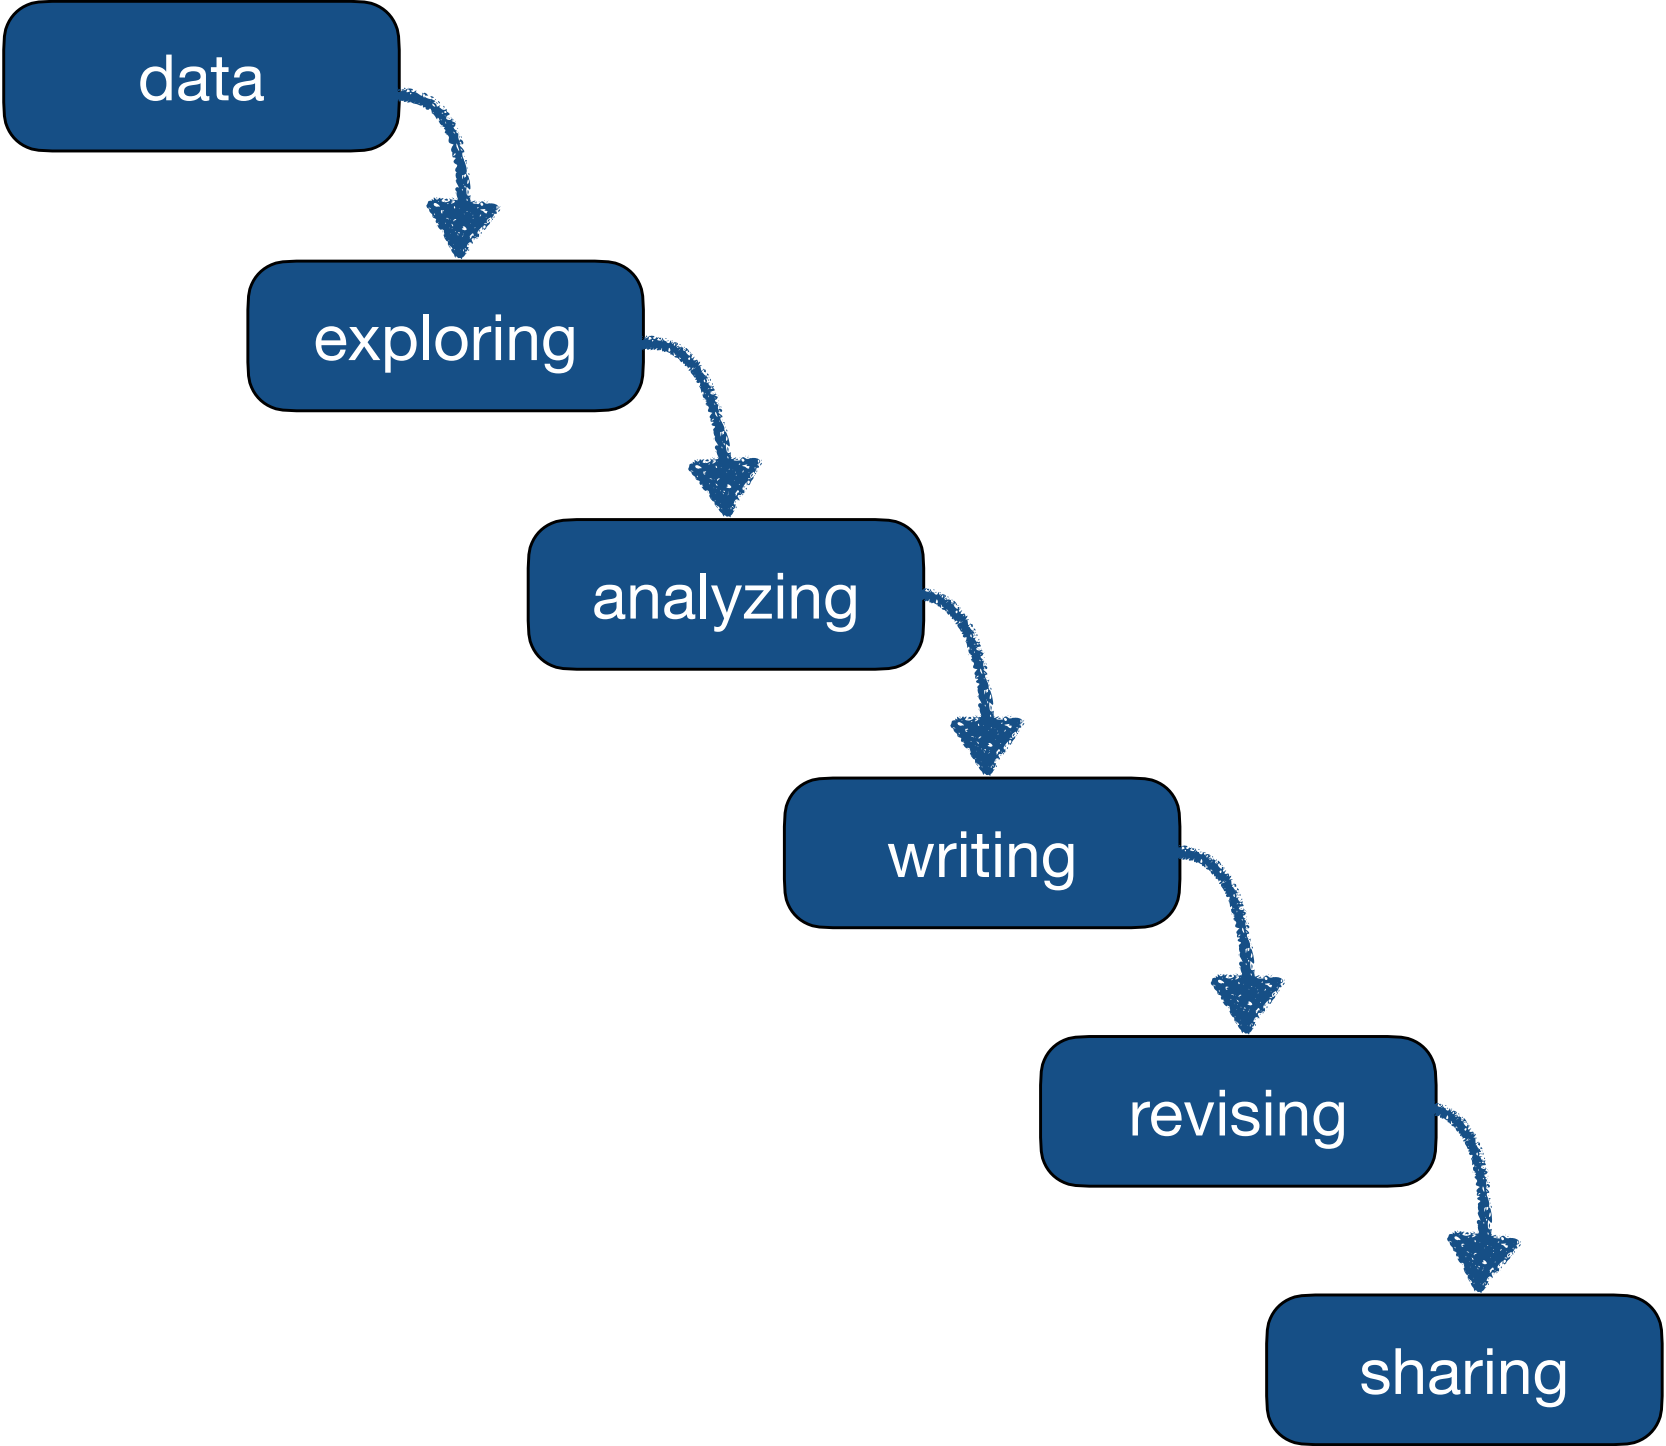 data
exploring
analyzing
writing
revising
sharing